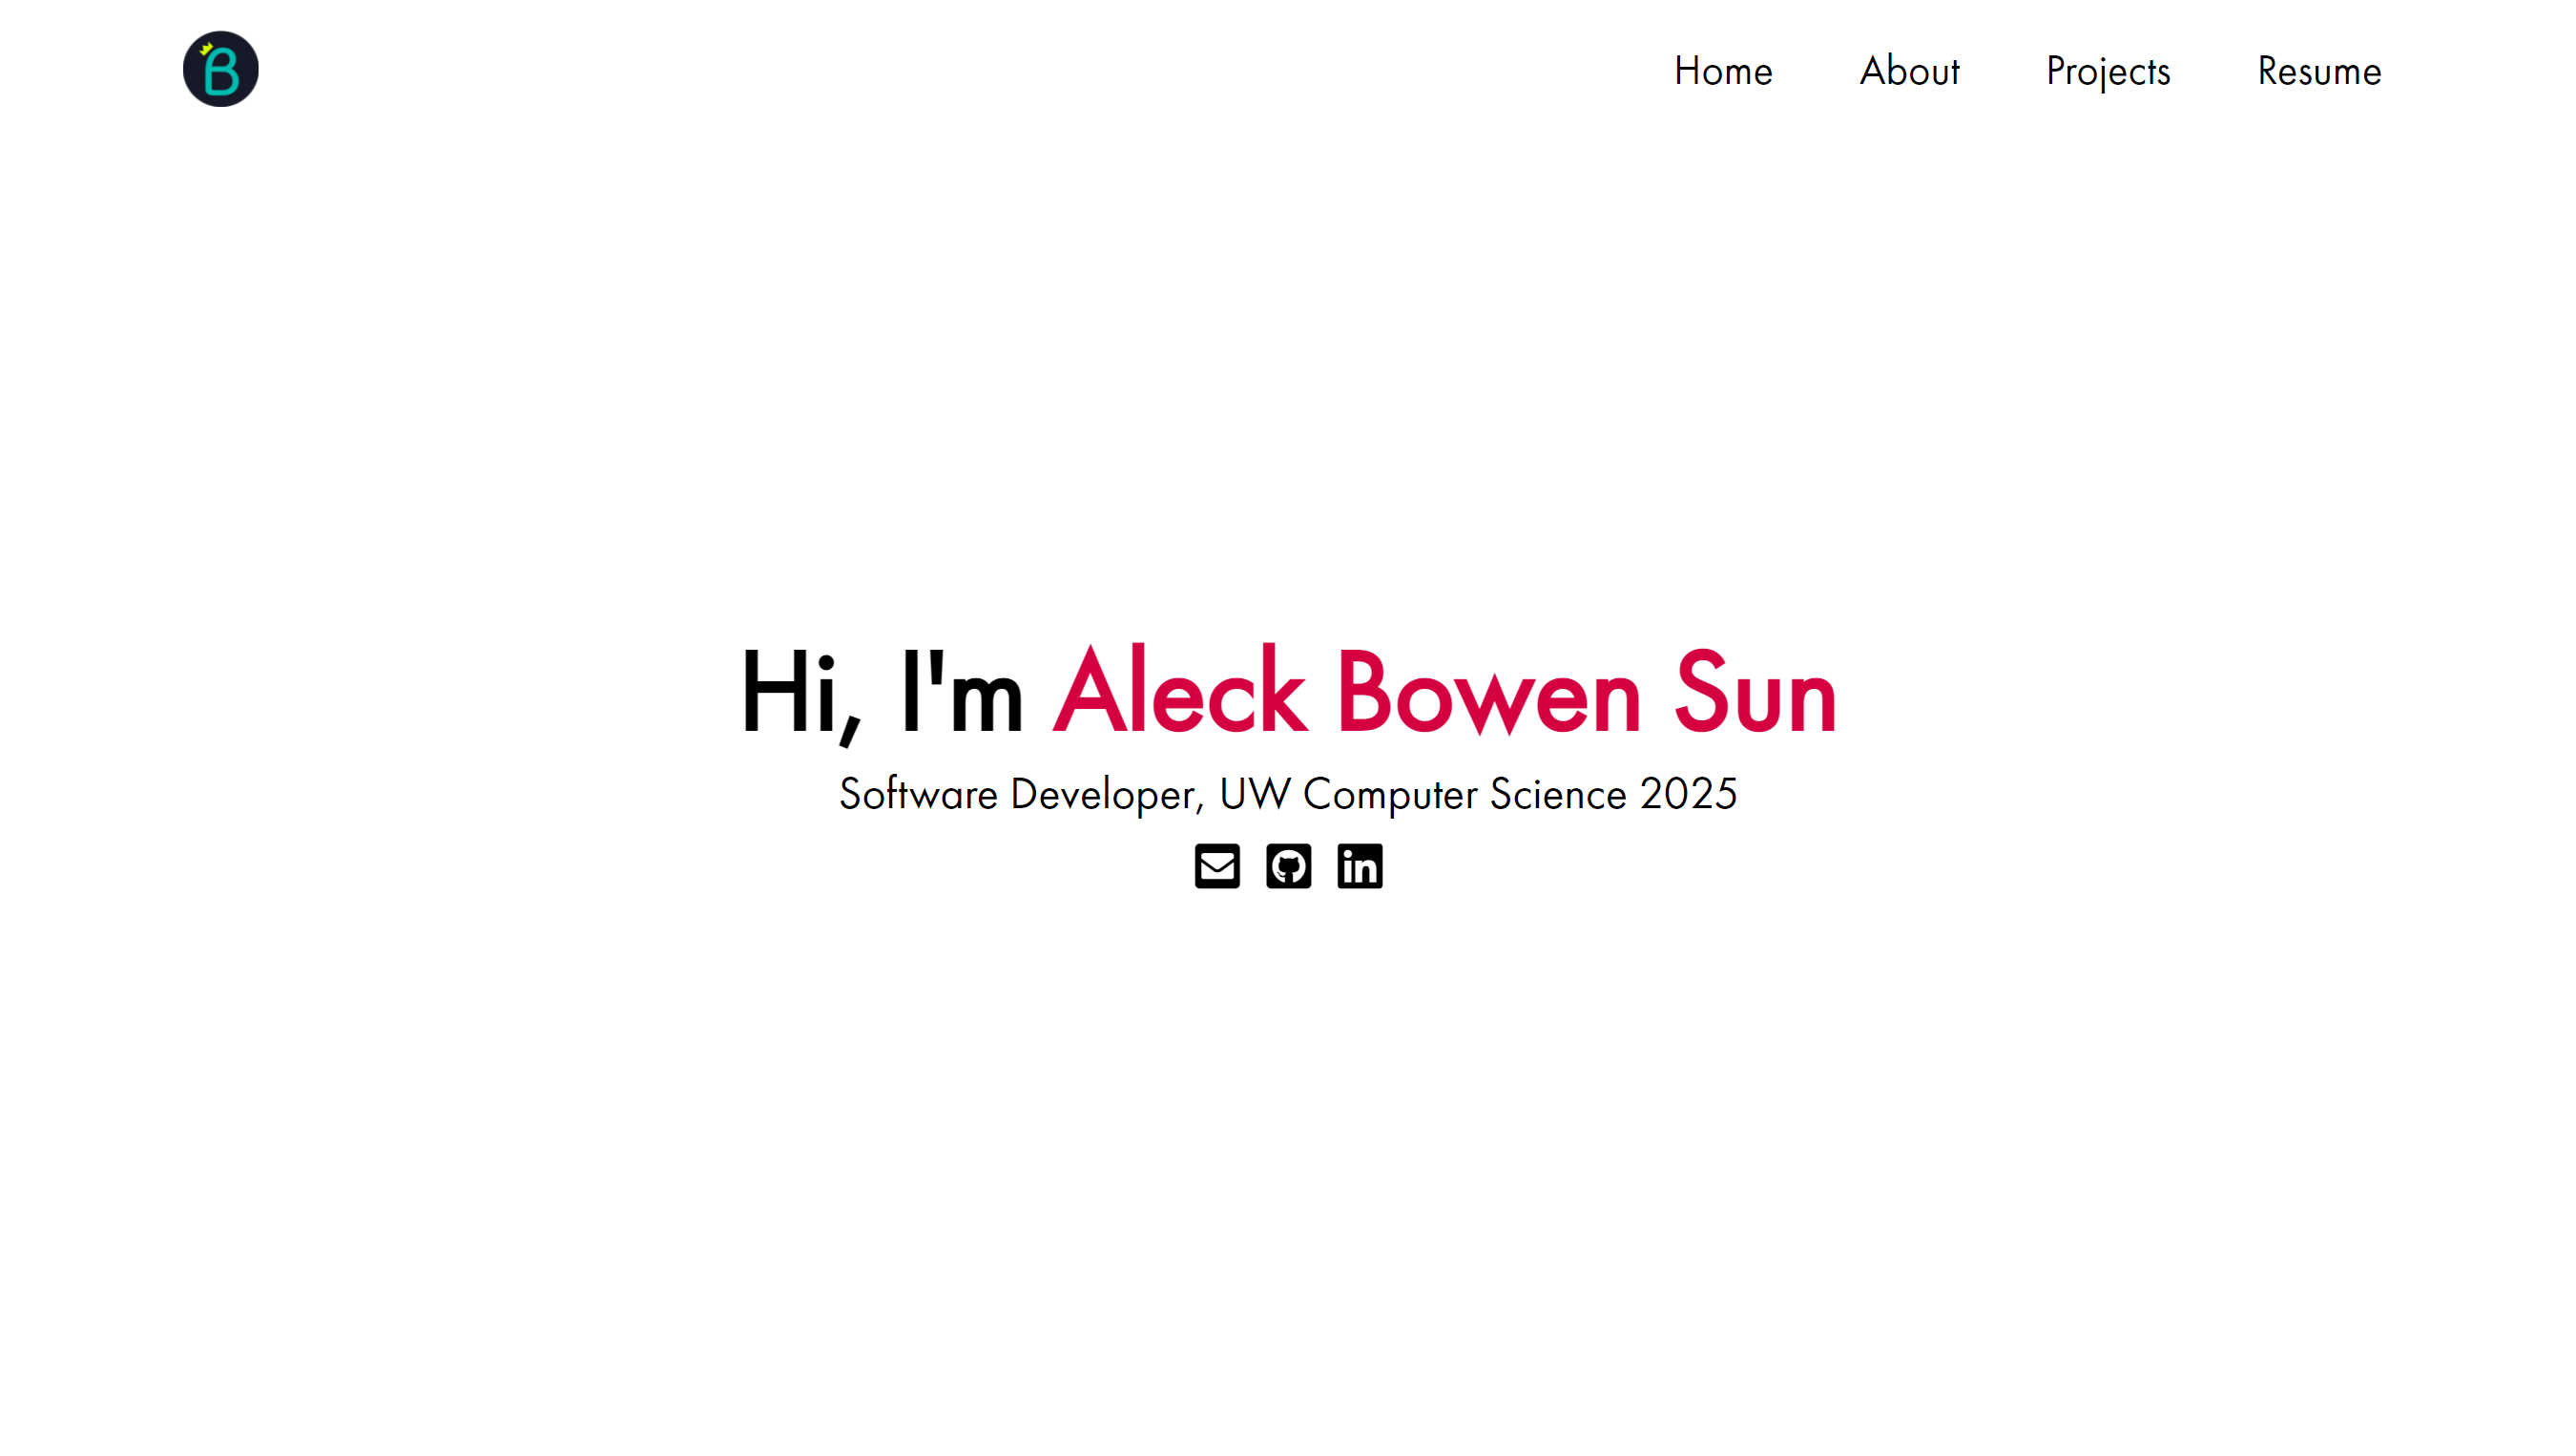 B
Home About Projects Resume
Hi, I'm Aleck Bowen Sun
Software Developer, UW Computer Science 2025
in